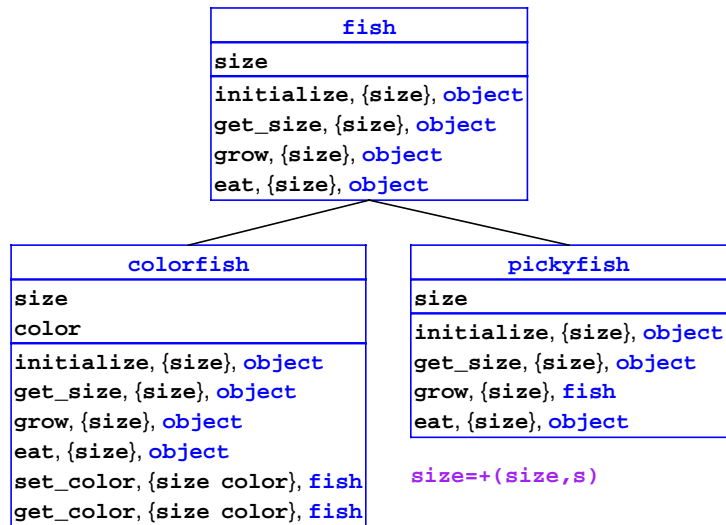 fish
size
initialize, {size}, object
get_size, {size}, object
grow, {size}, object
eat, {size}, object
colorfish
size
color
initialize, {size}, object
get_size, {size}, object
grow, {size}, object
eat, {size}, object
set_color, {size color}, fish
get_color, {size color}, fish
pickyfish
size
initialize, {size}, object
get_size, {size}, object
grow, {size}, fish
eat, {size}, object
size=+(size,s)